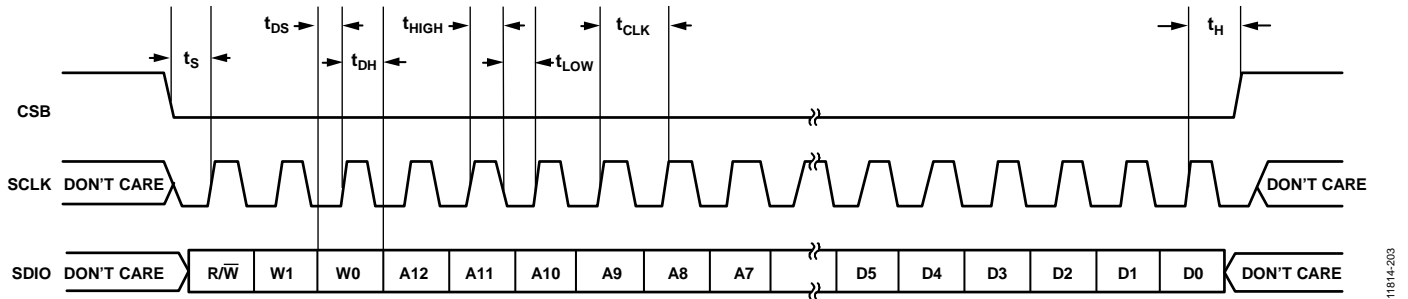 tDS tHIGH tCLK tH
tS tDH tLOW
CSB
SCLK DON'T CARE DON'T CARE
SDIO DON'T CARE R/W̅ W1 W0 A12 A11 A10 A9 A8 A7 D5 D4 D3 D2 D1 D0 DON'T CARE
11814-203